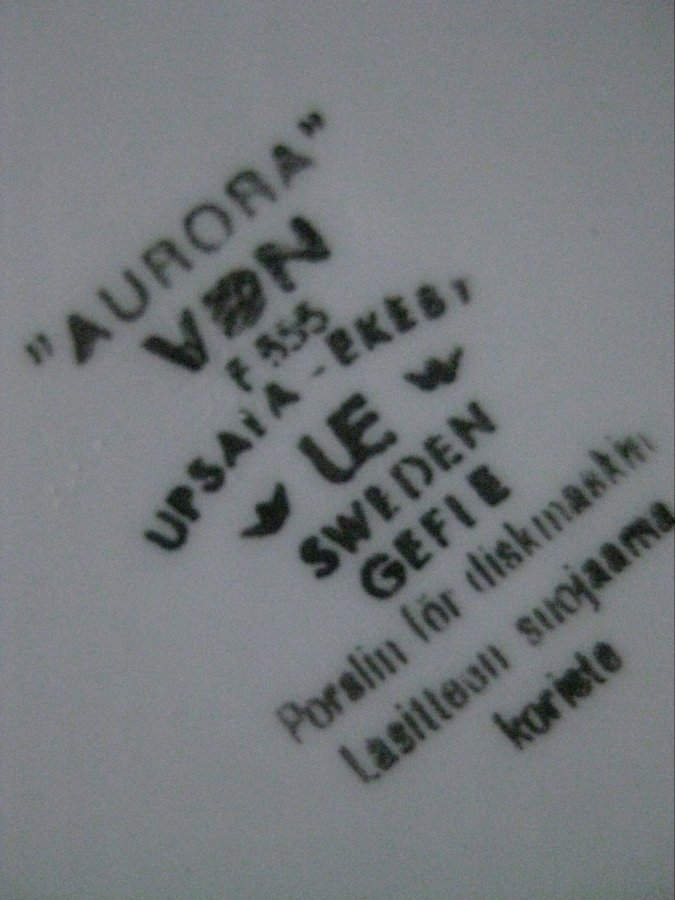 "AURORA"
VDN
F 555
UPSALA-EKEBY
UE
SWEDEN
GEFLE
Porslin för diskmaskin
Lasitteen suojaama
koriste